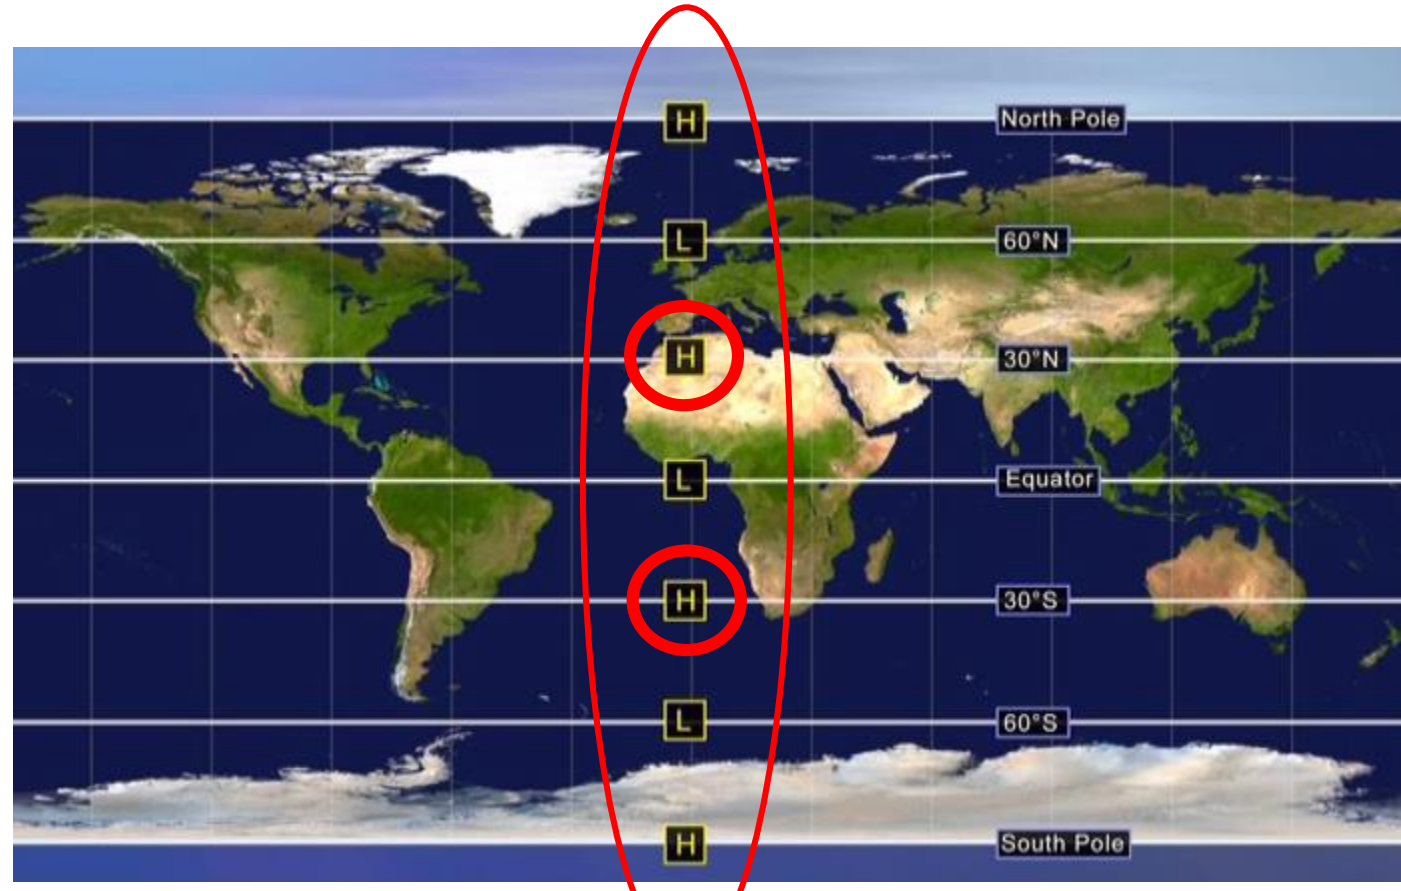 H North Pole
L 60°N
H 30°N
L Equator
H 30°S
L 60°S
H South Pole